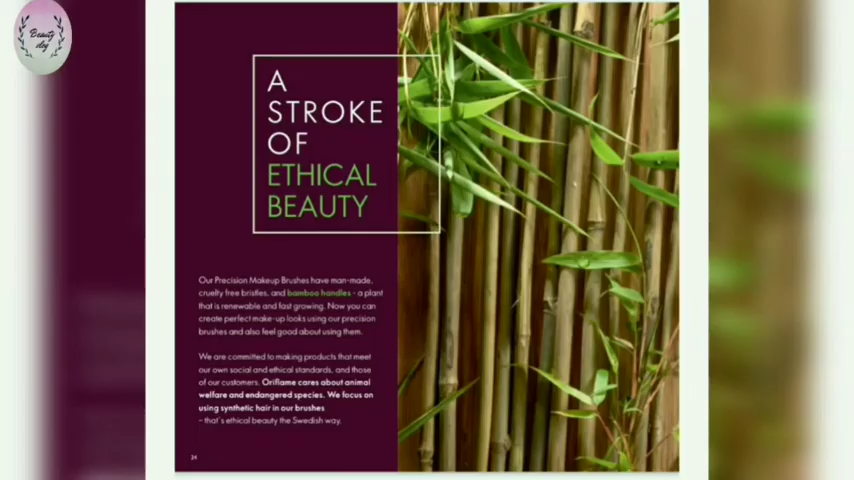 Beauty
vlog
A
STROKE
OF
ETHICAL
BEAUTY
Our Precision Makeup Brushes have man-made,
cruelty free bristles, and bamboo handles - a plant
that is renewable and fast growing. Now you can
create perfect make-up looks using our precision
brushes and also feel good about using them.
We are committed to making products that meet
our own social and ethical standards, and those
of our customers. Oriflame cares about animal
welfare and endangered species. We focus on
using synthetic hair in our brushes
– that's ethical beauty the Swedish way.
24